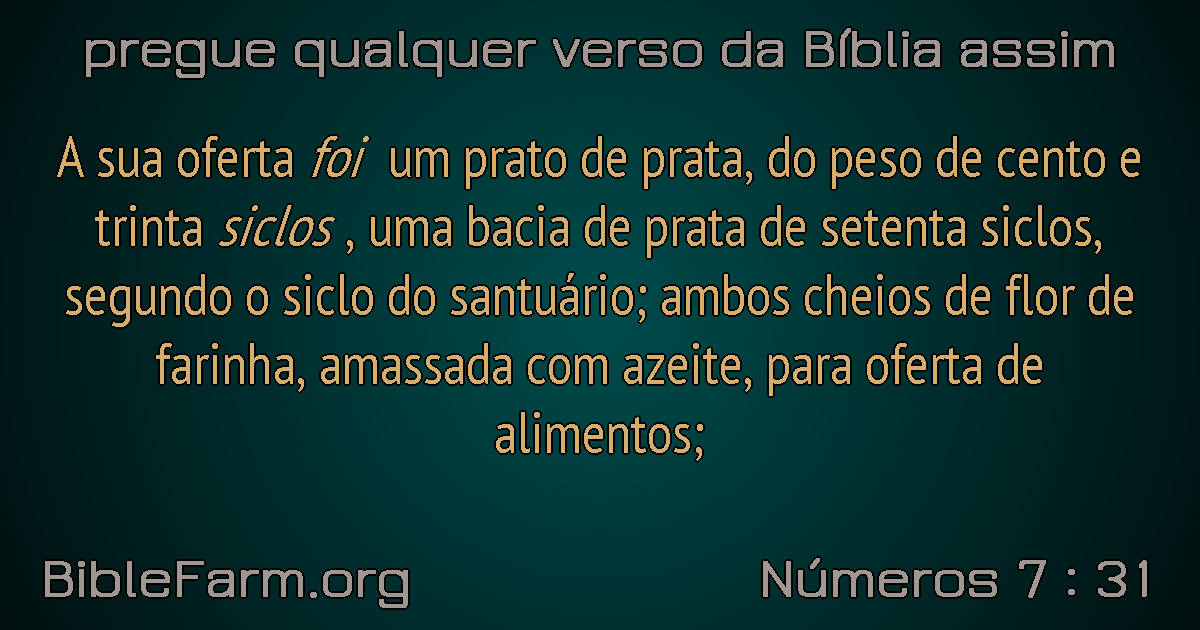 pregue qualquer verso da Bíblia assim
A sua oferta foi um prato de prata, do peso de cento e
trinta siclos , uma bacia de prata de setenta siclos,
segundo o siclo do santuário; ambos cheios de flor de
farinha, amassada com azeite, para oferta de
alimentos;
BibleFarm.org
Números 7 : 31